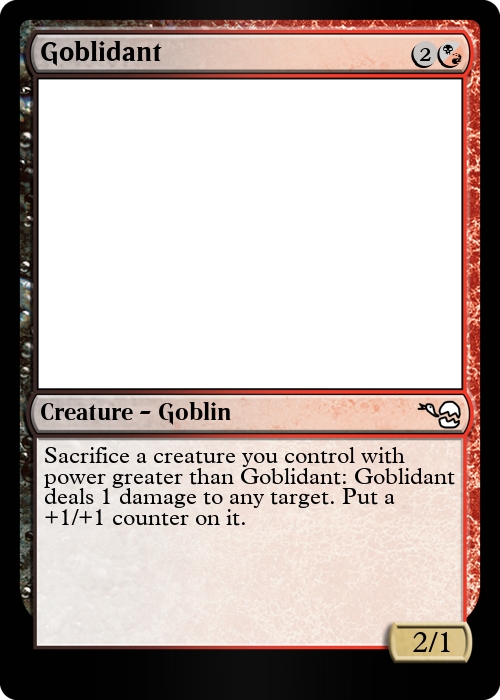 Goblidant
2
Creature – Goblin
Sacrifice a creature you control with
power greater than Goblidant: Goblidant
deals 1 damage to any target. Put a
+1/+1 counter on it.
2/1